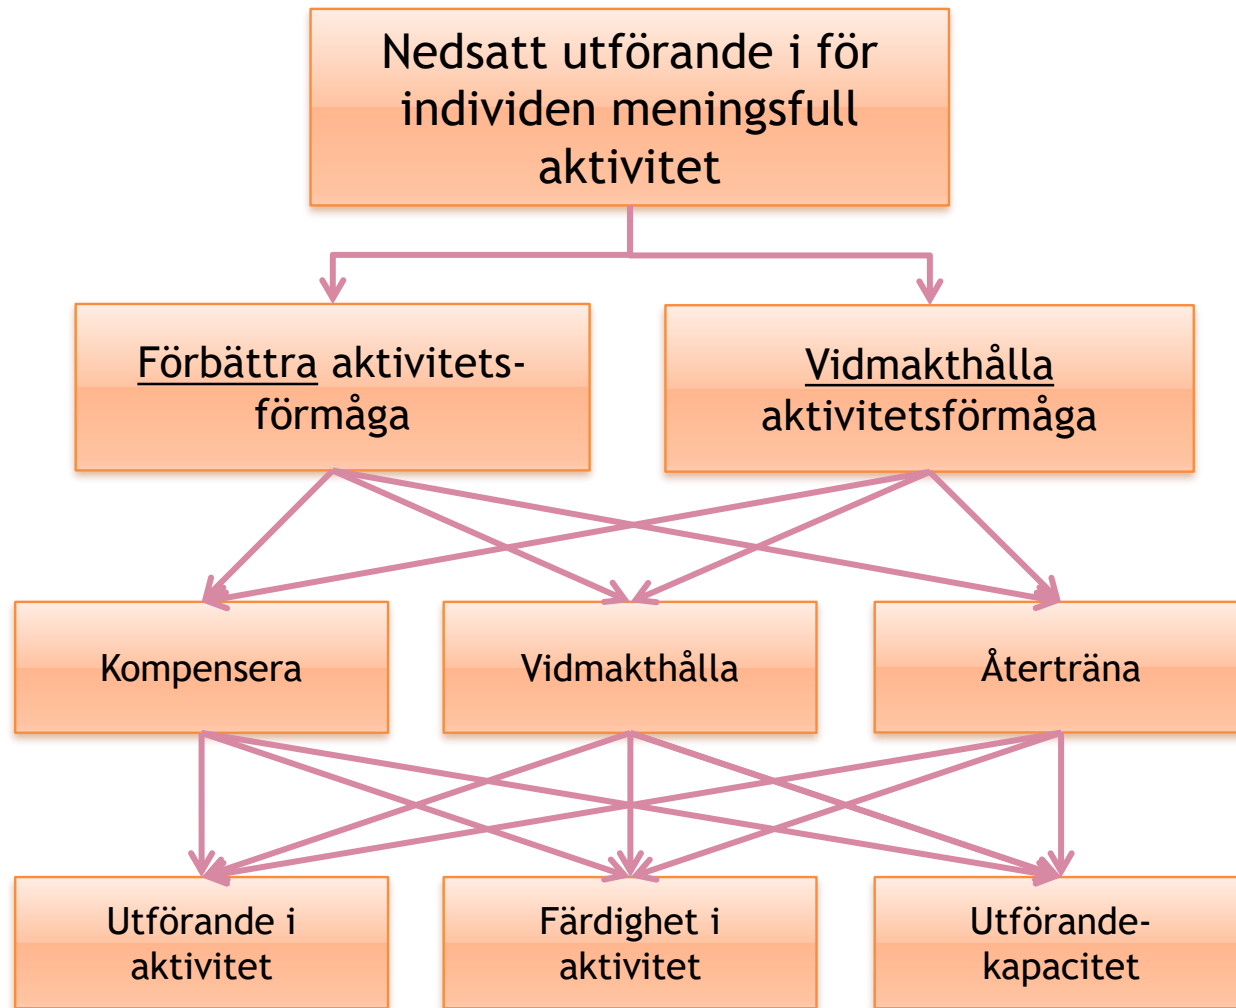 Nedsatt utförande i för
individen meningsfull
aktivitet
Förbättra aktivitets-
förmåga
Vidmakthålla
aktivitetsförmåga
Kompensera
Vidmakthålla
Återträna
Utförande i
aktivitet
Färdighet i
aktivitet
Utförande-
kapacitet